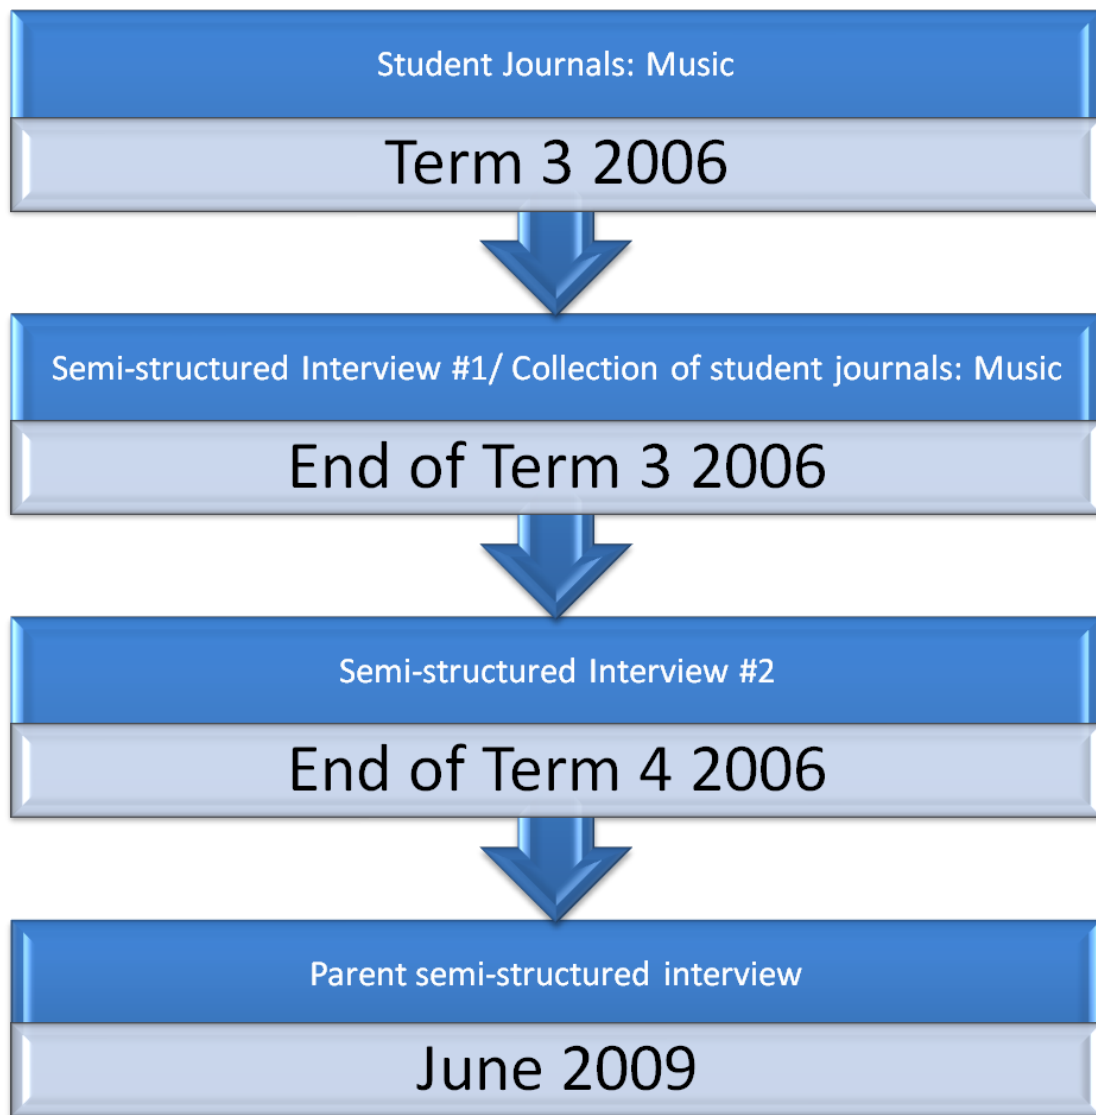 Student Journals: Music
Term 3 2006
Semi-structured Interview #1/ Collection of student journals: Music
End of Term 3 2006
Semi-structured Interview #2
End of Term 4 2006
Parent semi-structured interview
June 2009